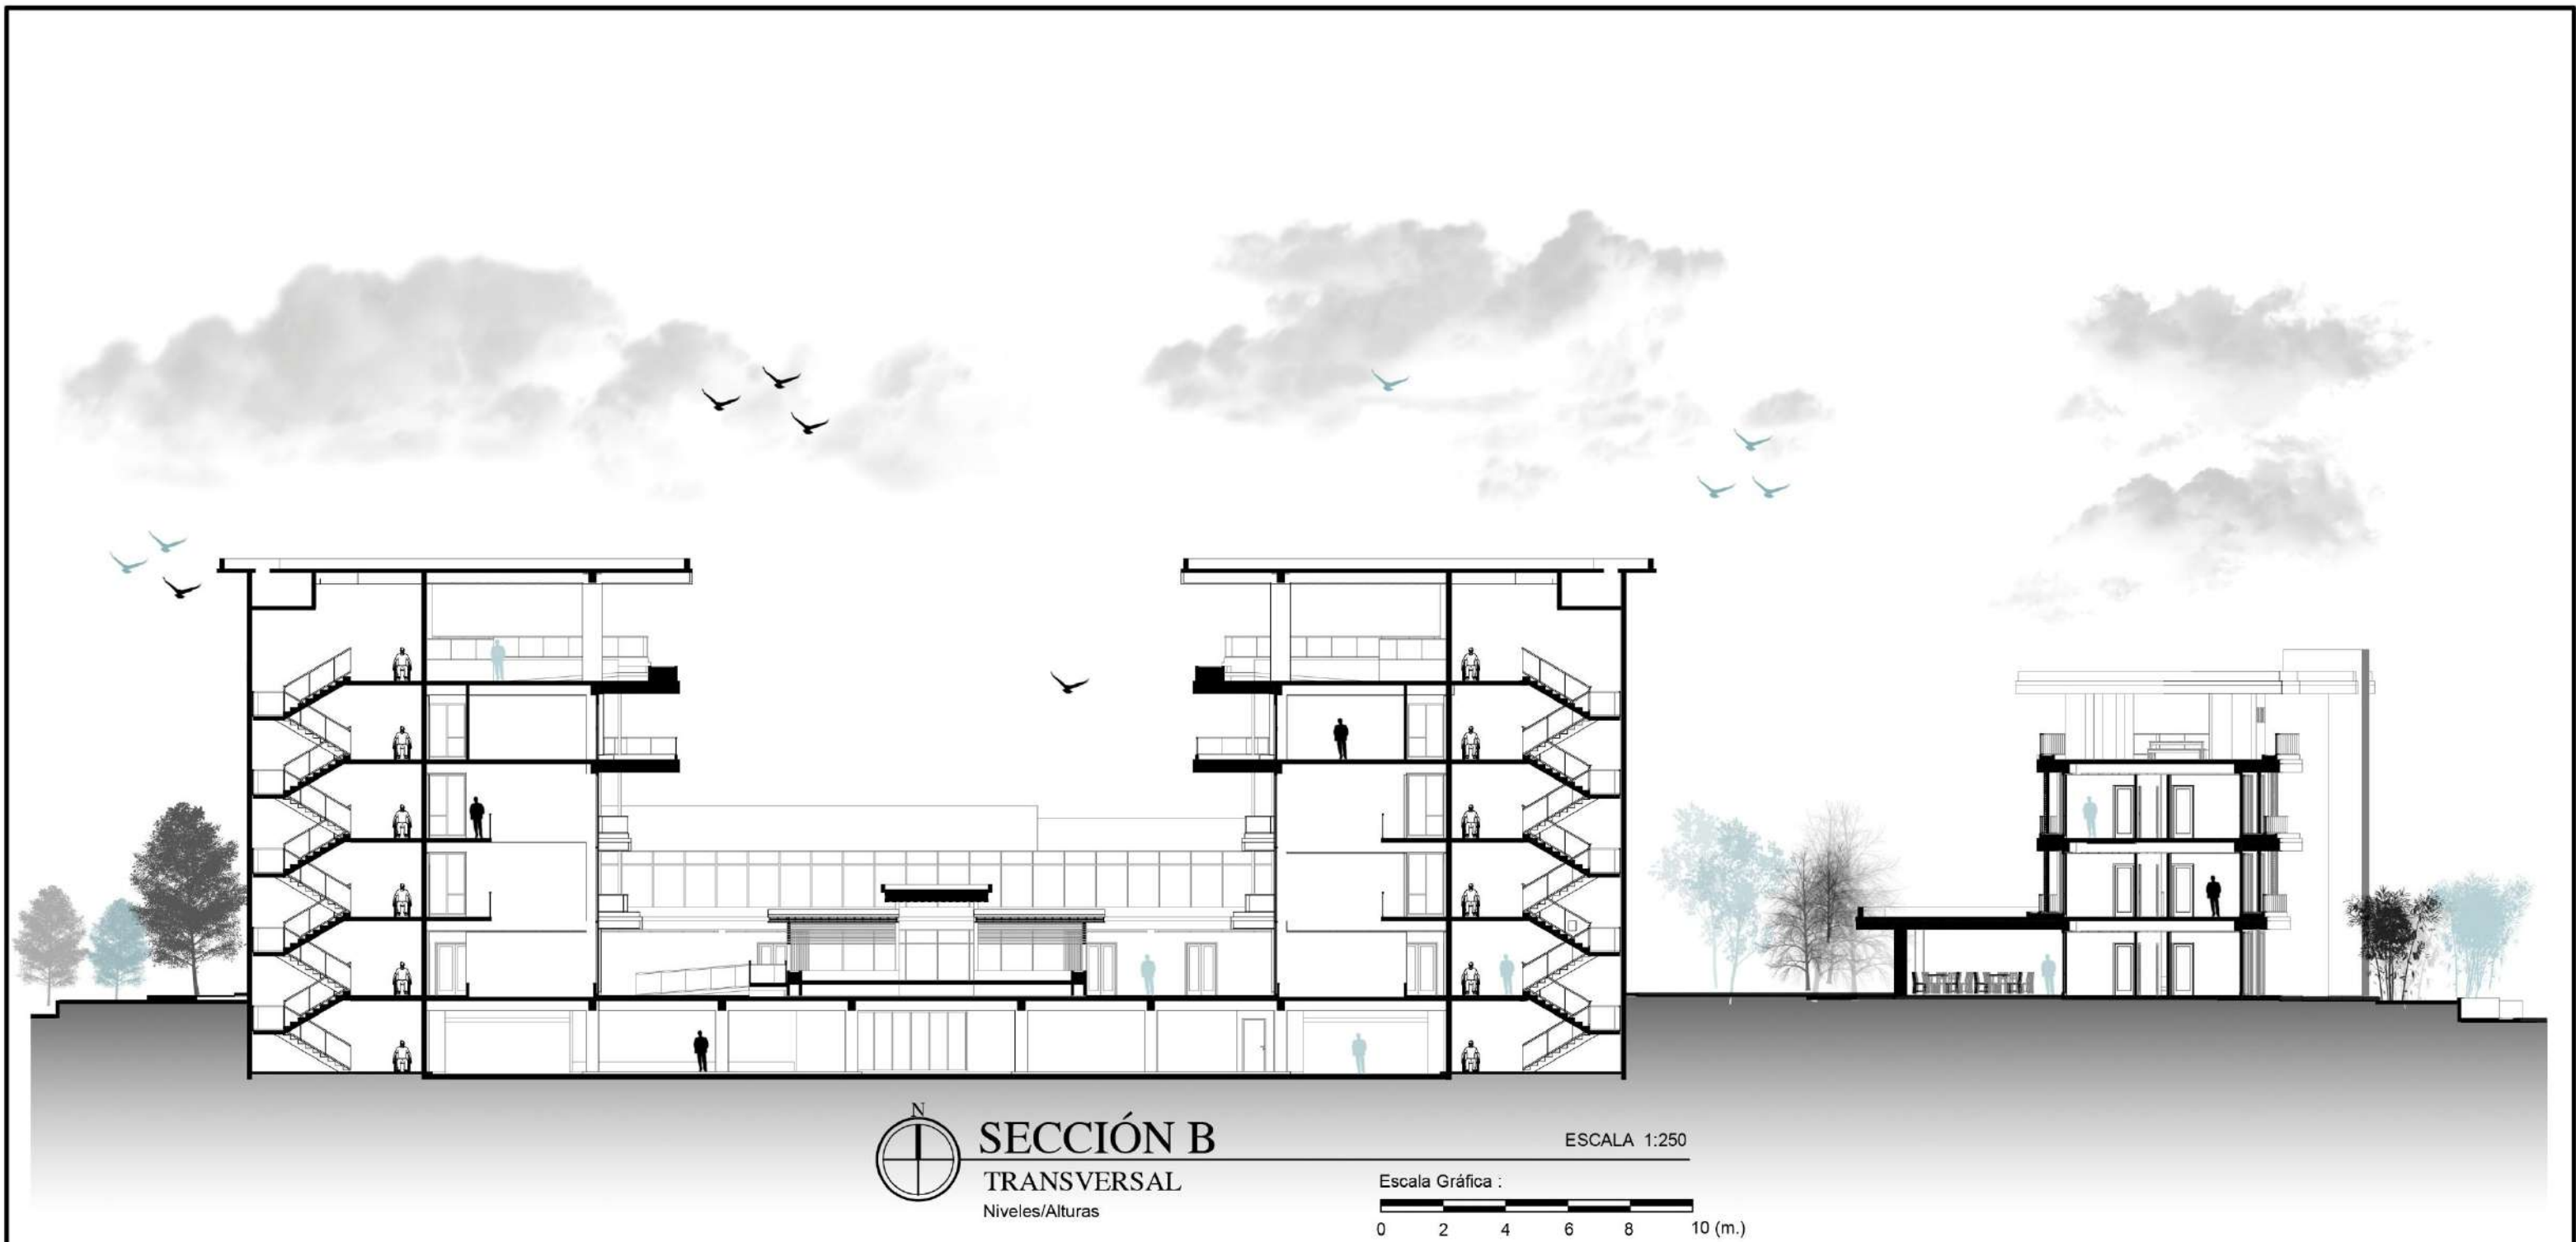 N
SECCIÓN B
ESCALA 1:250
TRANSVERSAL
Niveles/Alturas
Escala Gráfica :
0 2 4 6 8 10 (m.)